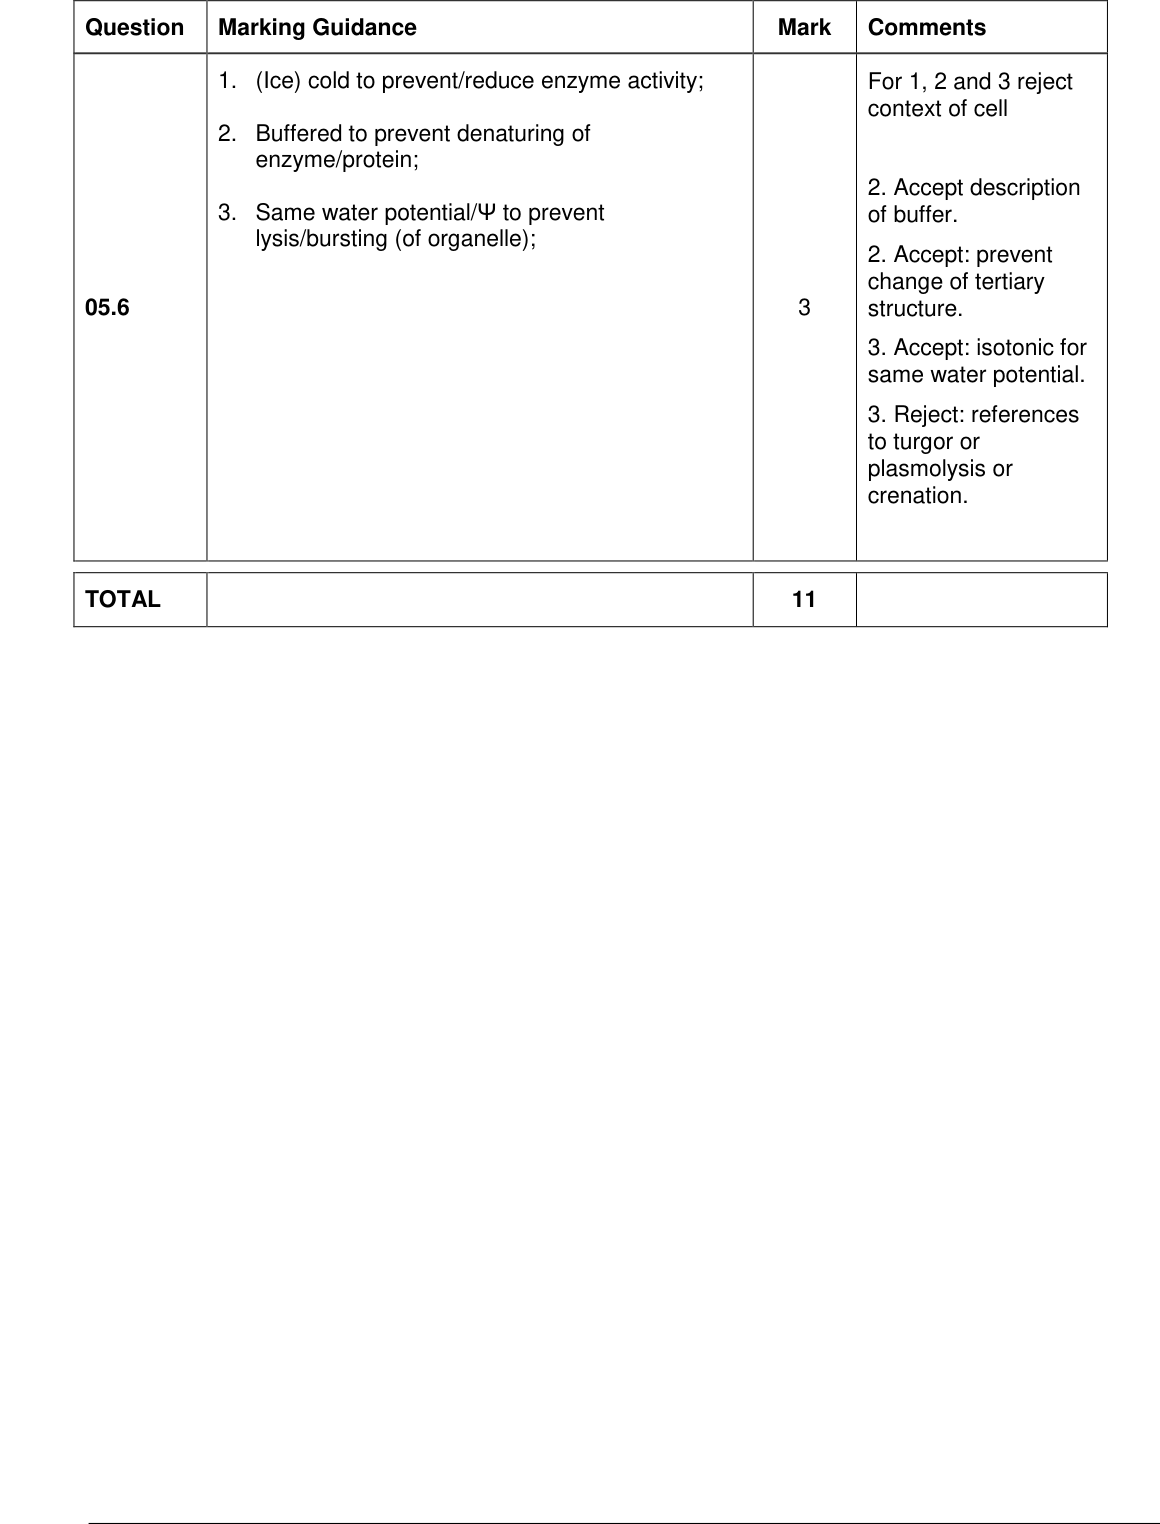 Question Marking Guidance Mark Comments
1. (Ice) cold to prevent/reduce enzyme activity;
2. Buffered to prevent denaturing of
enzyme/protein;
3. Same water potential/Ψ to prevent
lysis/bursting (of organelle);
05.6
3
For 1, 2 and 3 reject
context of cell
2. Accept description
of buffer.
2. Accept: prevent
change of tertiary
structure.
3. Accept: isotonic for
same water potential.
3. Reject: references
to turgor or
plasmolysis or
crenation.
TOTAL 11